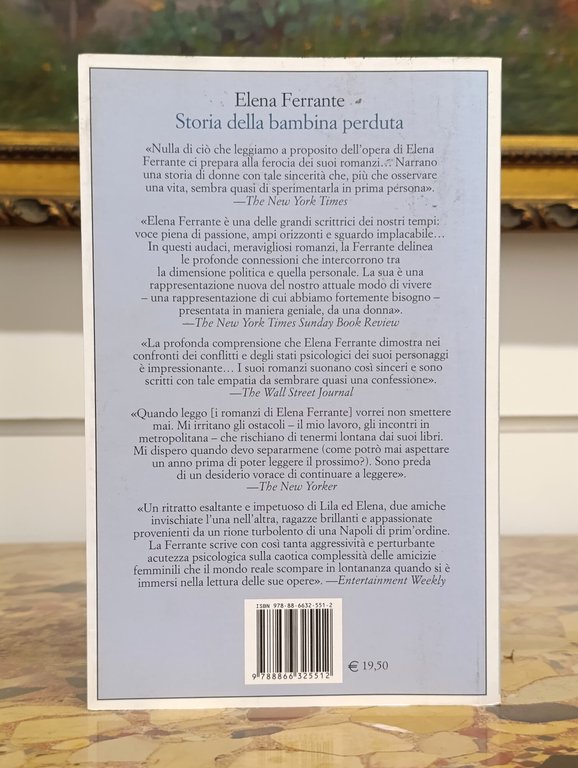 Elena Ferrante
Storia della bambina perduta
«Nulla di ciò che leggiamo a proposito dell'opera di Elena
Ferrante ci prepara alla ferocia dei suoi romanzi… Narrano
una storia di donne con tale sincerità che, più che osservare
una vita, sembra quasi di sperimentarla in prima persona».
—The New York Times
«Elena Ferrante è una delle grandi scrittrici dei nostri tempi:
voce piena di passione, ampi orizzonti e sguardo implacabile…
In questi audaci, meravigliosi romanzi, la Ferrante delinea
le profonde connessioni che intercorrono tra
la dimensione politica e quella personale. La sua è una
rappresentazione nuova del nostro attuale modo di vivere
– una rappresentazione di cui abbiamo fortemente bisogno –
presentata in maniera geniale, da una donna».
—The New York Times Sunday Book Review
«La profonda comprensione che Elena Ferrante dimostra nei
confronti dei conflitti e degli stati psicologici dei suoi personaggi
è impressionante… I suoi romanzi suonano così sinceri e sono
scritti con tale empatia da sembrare quasi una confessione».
—The Wall Street Journal
«Quando leggo [i romanzi di Elena Ferrante] vorrei non smettere
mai. Mi irritano gli ostacoli – il mio lavoro, gli incontri in
metropolitana – che rischiano di tenermi lontana dai suoi libri.
Mi dispero quando devo separarmene (come potrò mai aspettare
un anno prima di poter leggere il prossimo?). Sono preda
di un desiderio vorace di continuare a leggere».
—The New Yorker
«Un ritratto esaltante e impetuoso di Lila ed Elena, due amiche
invischiate l'una nell'altra, ragazze brillanti e appassionate
provenienti da un rione turbolento di una Napoli di prim'ordine.
La Ferrante scrive con così tanta aggressività e perturbante
acutezza psicologica sulla caotica complessità delle amicizie
femminili che il mondo reale scompare in lontananza quando si è
immersi nella lettura delle sue opere». —Entertainment Weekly
ISBN 978-88-6632-551-2
9 788866 325512
€ 19,50